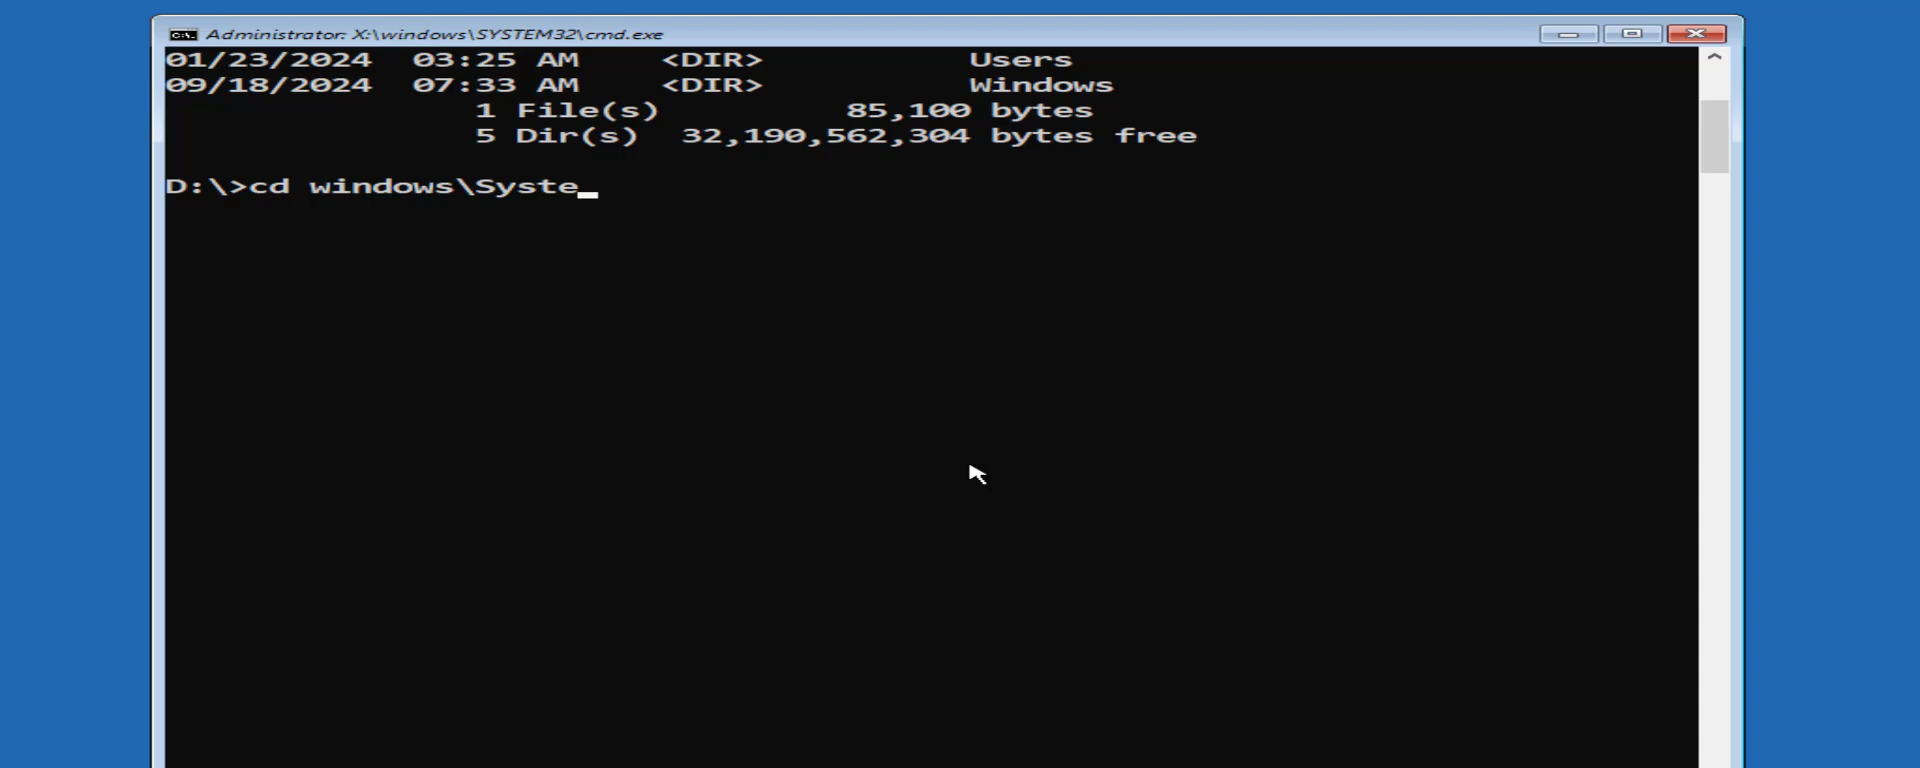 Administrator: X:\windows\SYSTEM32\cmd.exe
01/23/2024  03:25 AM    <DIR>          Users
09/18/2024  07:33 AM    <DIR>          Windows
               1 File(s)         85,100 bytes
               5 Dir(s)  32,190,562,304 bytes free
D:\>cd windows\Syste_